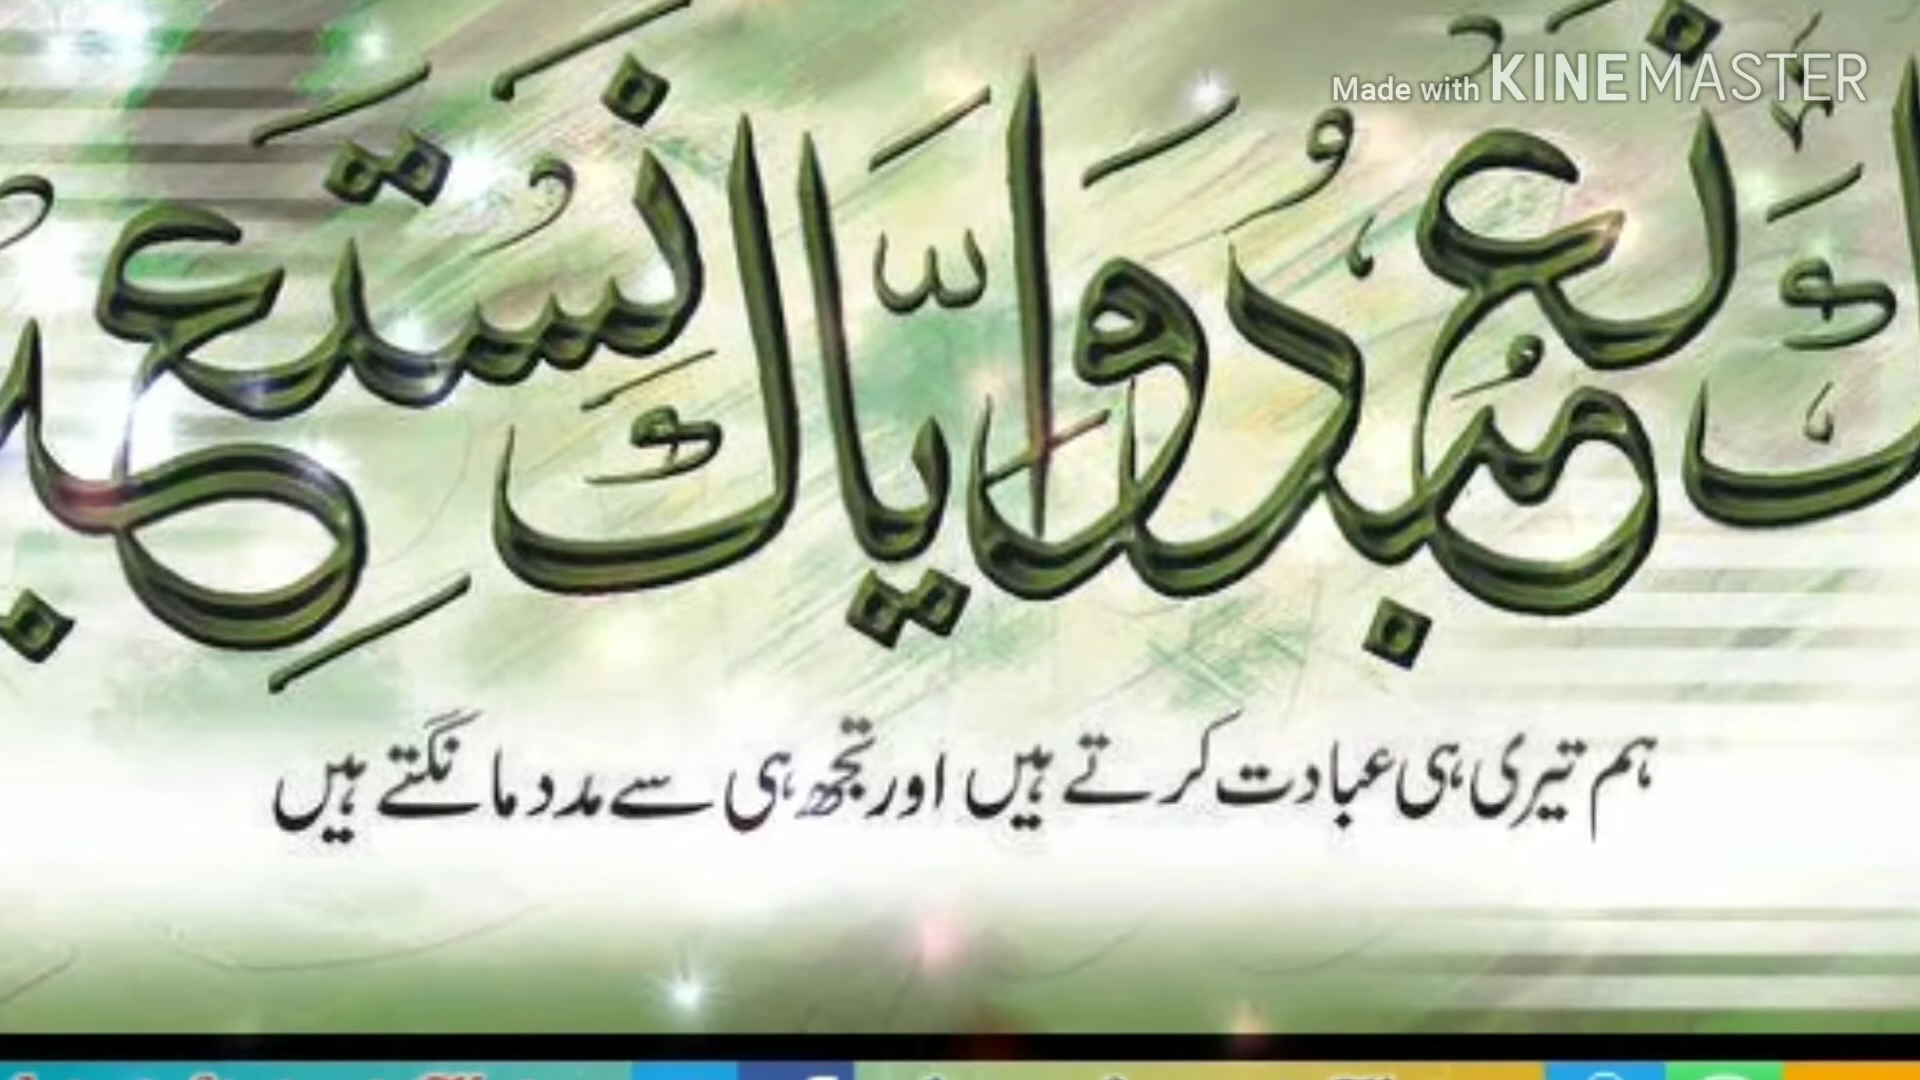 Made with KINEMASTER
نَعۡبُدُ وَاِيَّاكَ نَسۡتَعِ
ہم تیری ہی عبادت کرتے ہیں اور تجھ ہی سے مدد مانگتے ہیں